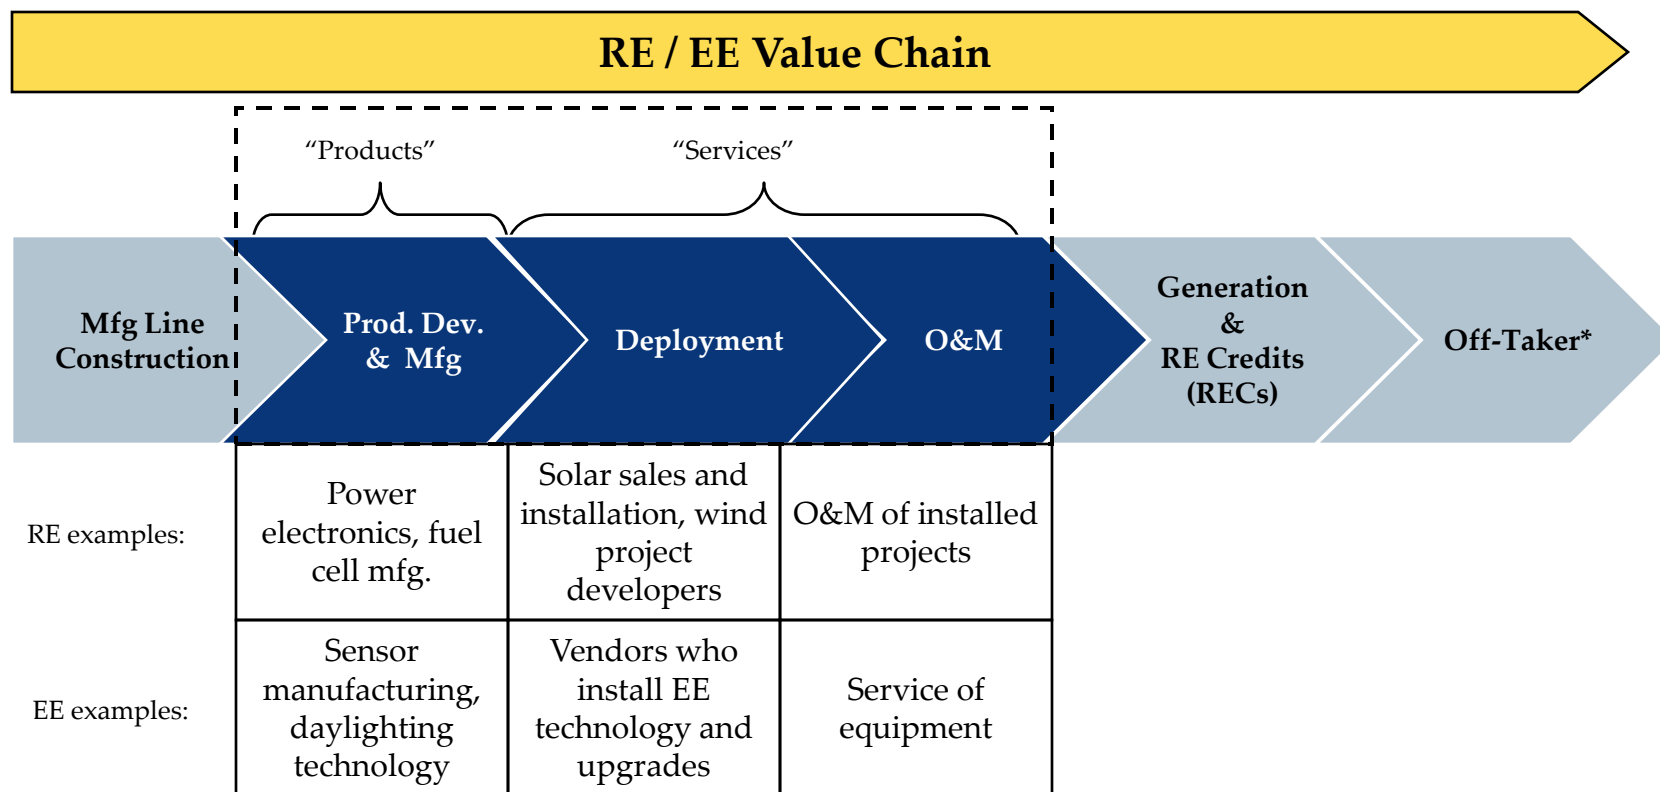 RE / EE Value Chain
“Products”
“Services”
Mfg Line
Construction
Prod. Dev.
& Mfg
Deployment
O&M
Generation
&
RE Credits
(RECs)
Off-Taker*
RE examples:
Power
electronics, fuel
cell mfg.
Solar sales and
installation, wind
project
developers
O&M of installed
projects
EE examples:
Sensor
manufacturing,
daylighting
technology
Vendors who
install EE
technology and
upgrades
Service of
equipment